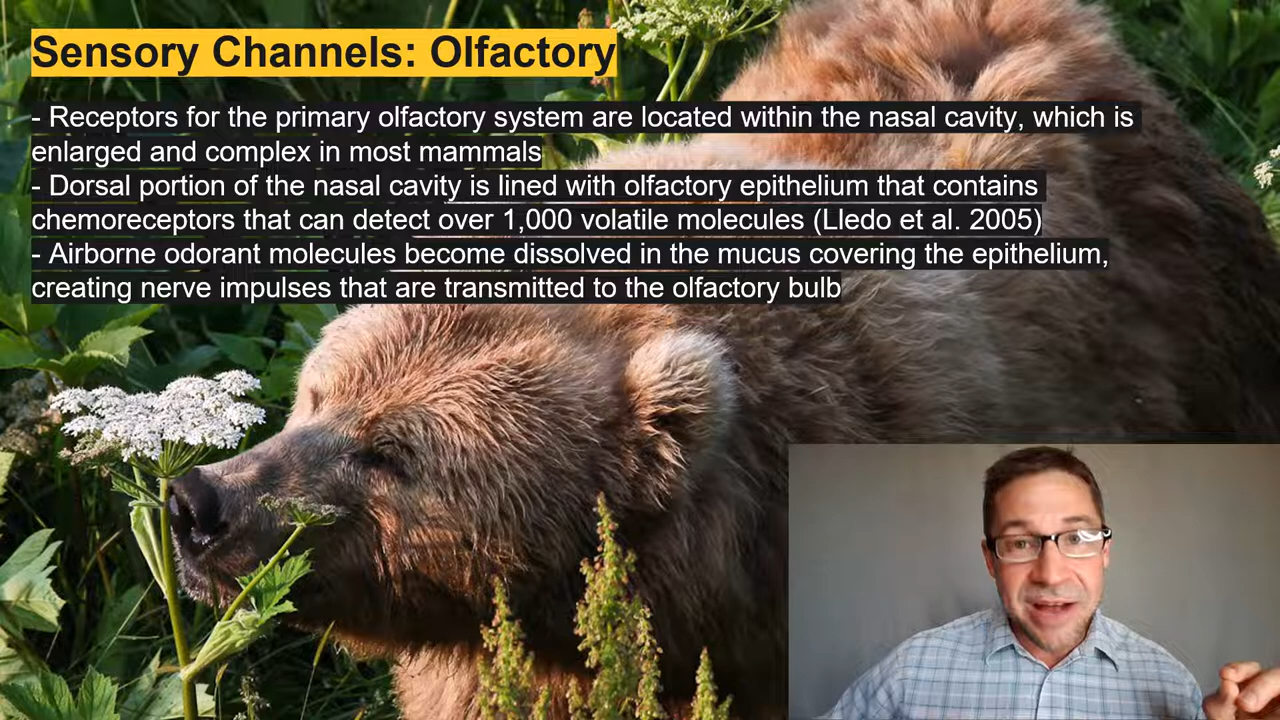 Sensory Channels: Olfactory
- Receptors for the primary olfactory system are located within the nasal cavity, which is
enlarged and complex in most mammals
- Dorsal portion of the nasal cavity is lined with olfactory epithelium that contains
chemoreceptors that can detect over 1,000 volatile molecules (Lledo et al. 2005)
- Airborne odorant molecules become dissolved in the mucus covering the epithelium,
creating nerve impulses that are transmitted to the olfactory bulb